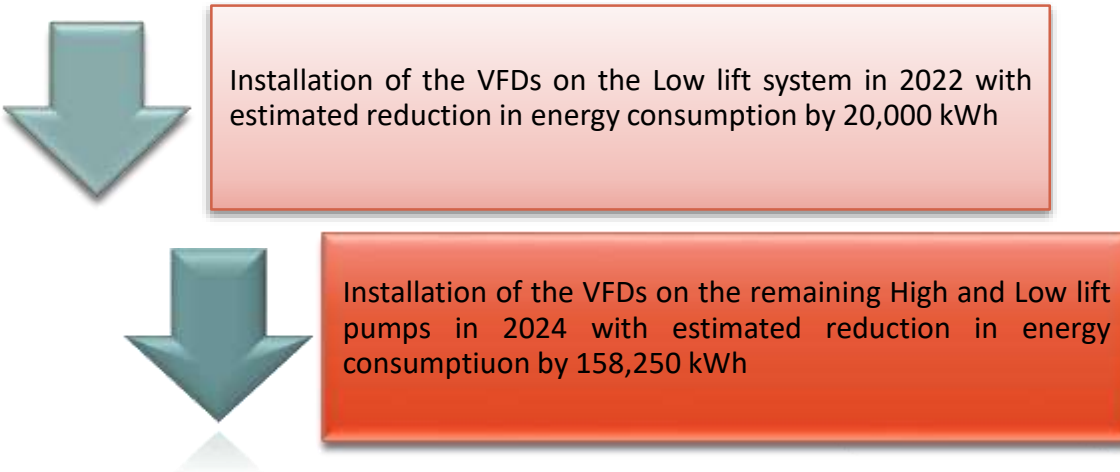 Installation of the VFDs on the Low lift system in 2022 with
estimated reduction in energy consumption by 20,000 kWh
Installation of the VFDs on the remaining High and Low lift
pumps in 2024 with estimated reduction in energy
consumptiuon by 158,250 kWh